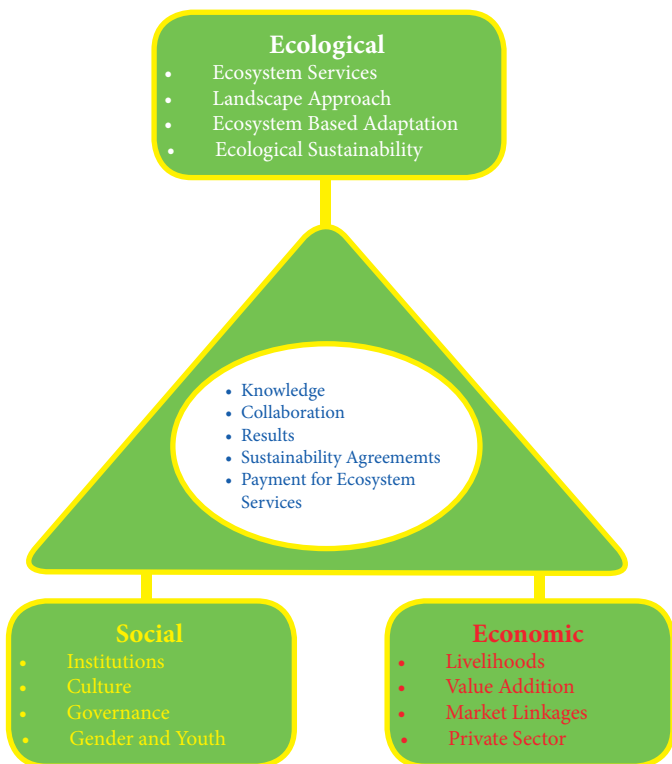 Ecological
• Ecosystem Services
• Landscape Approach
• Ecosystem Based Adaptation
• Ecological Sustainability
• Knowledge
• Collaboration
• Results
• Sustainability Agreememts
• Payment for Ecosystem
Services
Social
• Institutions
• Culture
• Governance
• Gender and Youth
Economic
• Livelihoods
• Value Addition
• Market Linkages
• Private Sector